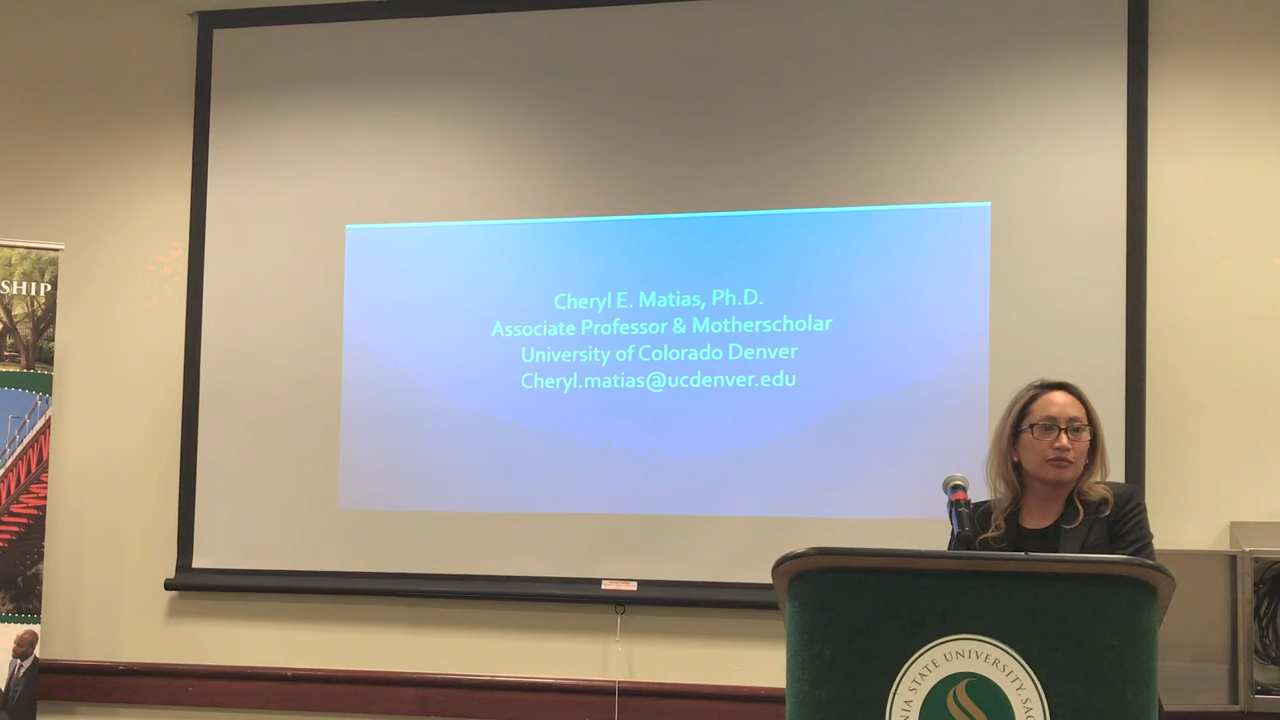 SHIP
Cheryl E. Matias, Ph.D.
Associate Professor & Motherscholar
University of Colorado Denver
Cheryl.matias@ucdenver.edu
NIA STATE UNIVERSITY, SAC